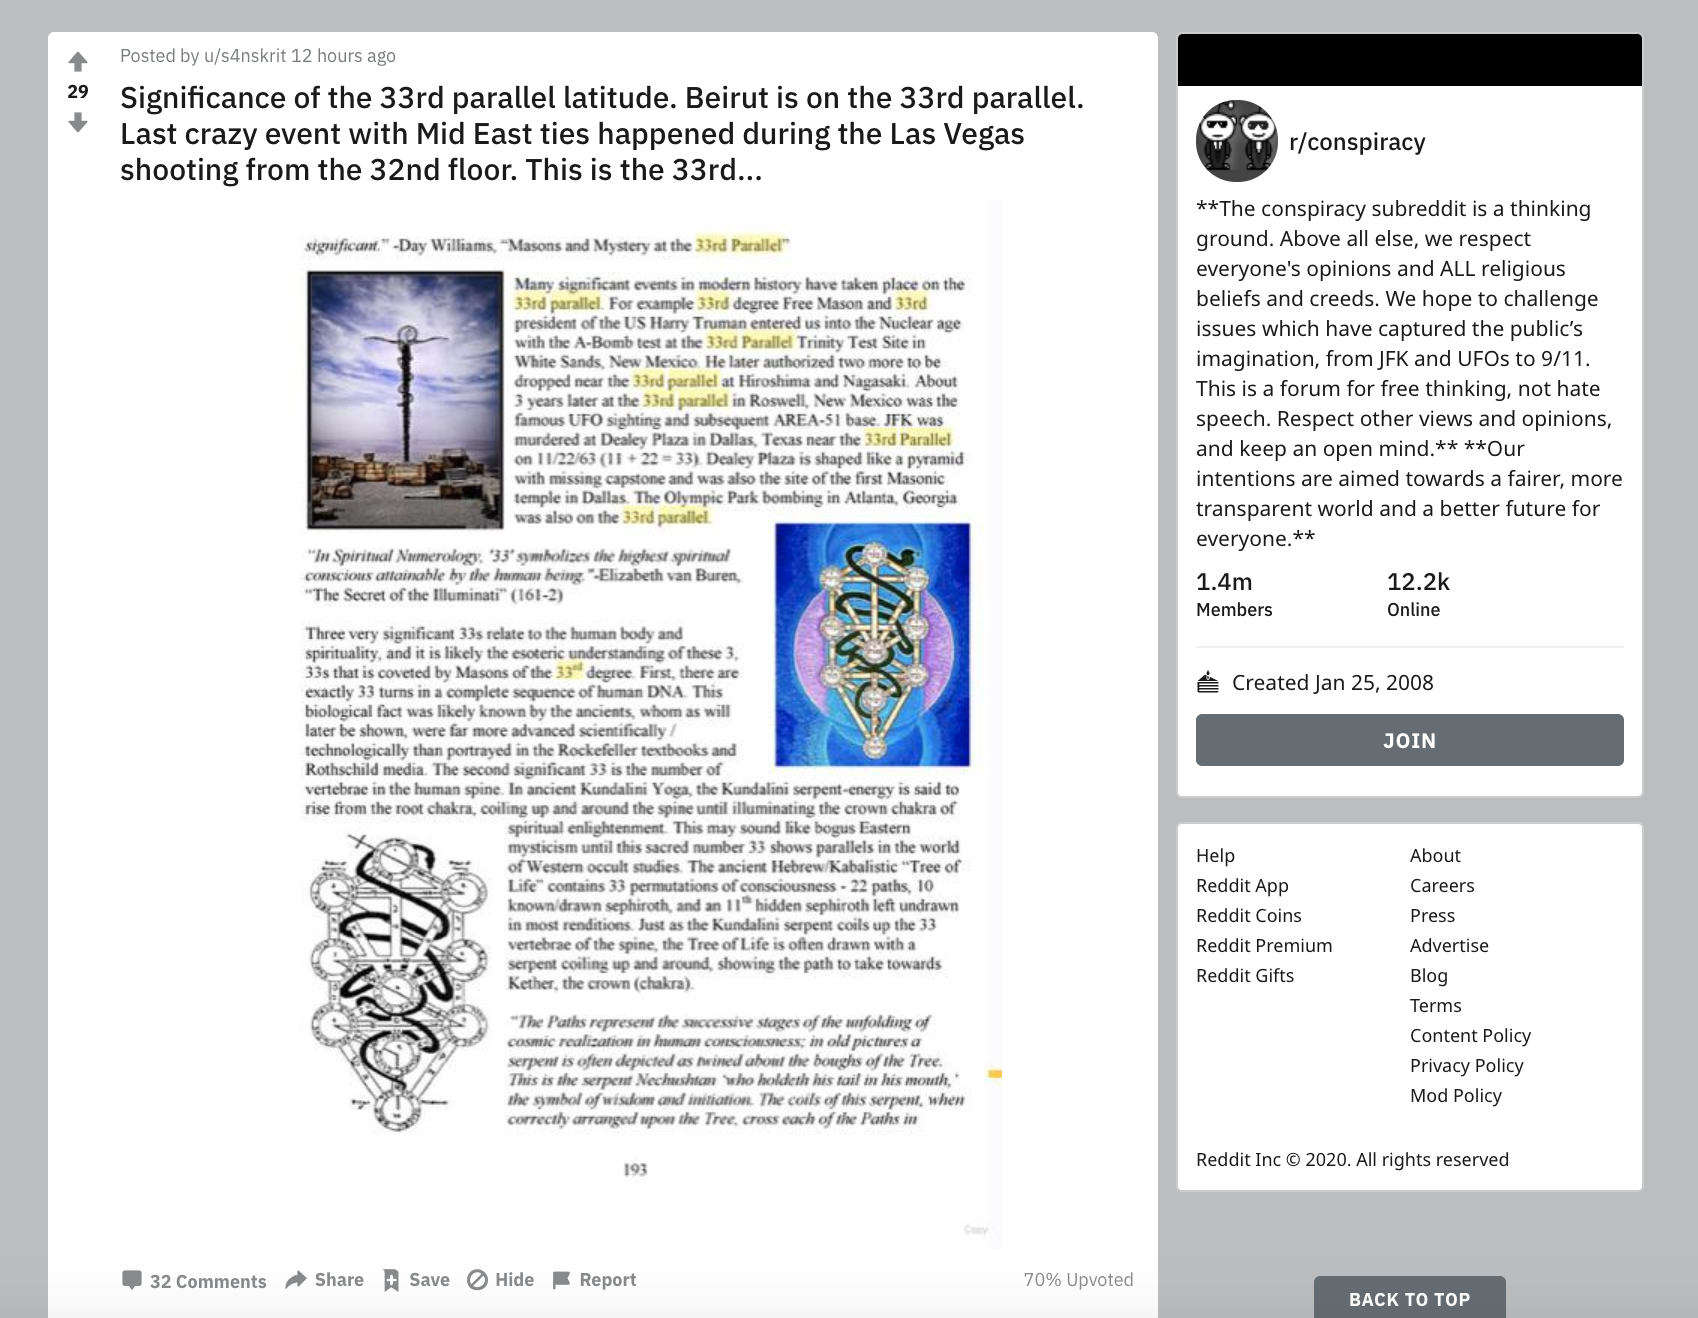 Posted by u/s4nskrit 12 hours ago
29
Significance of the 33rd parallel latitude. Beirut is on the 33rd parallel.
Last crazy event with Mid East ties happened during the Las Vegas
shooting from the 32nd floor. This is the 33rd...
significant.” -Day Williams, “Masons and Mystery at the 33rd Parallel”
Many significant events in modern history have taken place on the
33rd parallel. For example 33rd degree Free Mason and 33rd
president of the US Harry Truman entered us into the Nuclear age
with the A-Bomb test at the 33rd Parallel Trinity Test Site in
White Sands, New Mexico. He later authorized two more to be
dropped near the 33rd parallel at Hiroshima and Nagasaki. About
3 years later at the 33rd parallel in Roswell, New Mexico was the
famous UFO sighting and subsequent AREA-51 base. JFK was
murdered at Dealey Plaza in Dallas, Texas near the 33rd Parallel
on 11/22/63 (11 + 22 = 33). Dealey Plaza is shaped like a pyramid
with missing capstone and was also the site of the first Masonic
temple in Dallas. The Olympic Park bombing in Atlanta, Georgia
was also on the 33rd parallel.
“In Spiritual Numerology, '33' symbolizes the highest spiritual
conscious attainable by the human being.”-Elizabeth van Buren,
“The Secret of the Illuminati” (161-2)
Three very significant 33s relate to the human body and
spirituality, and it is likely the esoteric understanding of these 3,
33s that is coveted by Masons of the 33rd degree. First, there are
exactly 33 turns in a complete sequence of human DNA. This
biological fact was likely known by the ancients, whom as will
later be shown, were far more advanced scientifically /
technologically than portrayed in the Rockefeller textbooks and
Rothschild media. The second significant 33 is the number of
vertebrae in the human spine. In ancient Kundalini Yoga, the Kundalini serpent-energy is said to
rise from the root chakra, coiling up and around the spine until illuminating the crown chakra of
spiritual enlightenment. This may sound like bogus Eastern
mysticism until this sacred number 33 shows parallels in the world
of Western occult studies. The ancient Hebrew/Kabalistic “Tree of
Life” contains 33 permutations of consciousness - 22 paths, 10
known/drawn sephiroth, and an 11th hidden sephiroth left undrawn
in most renditions. Just as the Kundalini serpent coils up the 33
vertebrae of the spine, the Tree of Life is often drawn with a
serpent coiling up and around, showing the path to take towards
Kether, the crown (chakra).
“The Paths represent the successive stages of the unfolding of
cosmic realization in human consciousness; in old pictures a
serpent is often depicted as twined about the boughs of the Tree.
This is the serpent Nechushtan 'who holdeth his tail in his mouth,'
the symbol of wisdom and initiation. The coils of this serpent, when
correctly arranged upon the Tree, cross each of the Paths in
193
Copy
32 Comments
Share
Save
Hide
Report
70% Upvoted
r/conspiracy
**The conspiracy subreddit is a thinking
ground. Above all else, we respect
everyone's opinions and ALL religious
beliefs and creeds. We hope to challenge
issues which have captured the public’s
imagination, from JFK and UFOs to 9/11.
This is a forum for free thinking, not hate
speech. Respect other views and opinions,
and keep an open mind.** **Our
intentions are aimed towards a fairer, more
transparent world and a better future for
everyone.**
1.4m 12.2k
Members Online
Created Jan 25, 2008
JOIN
Help About
Reddit App Careers
Reddit Coins Press
Reddit Premium Advertise
Reddit Gifts Blog
Terms
Content Policy
Privacy Policy
Mod Policy
Reddit Inc © 2020. All rights reserved
BACK TO TOP